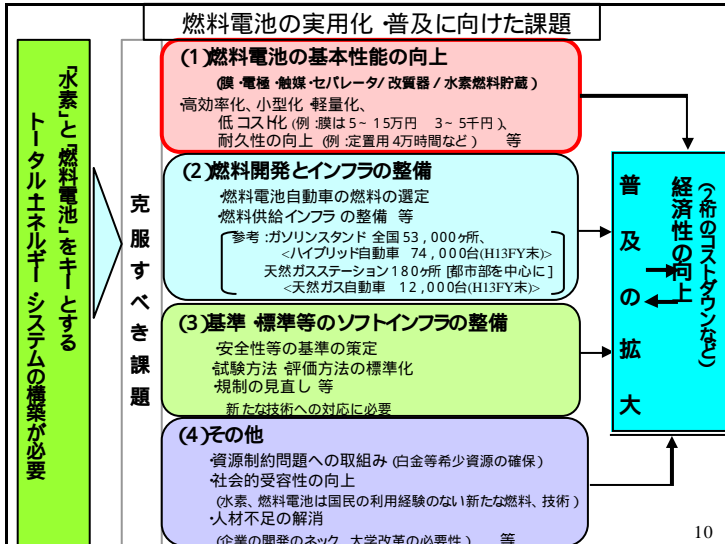 燃料電池の実用化・普及に向けた課題
「水素」と「燃料電池」をキーとする
トータルエネルギーシステムの構築が必要
克服すべき課題
(1)燃料電池の基本性能の向上
(膜・電極・触媒・セパレータ/改質器/水素燃料貯蔵)
・高効率化、小型化・軽量化、
低コスト化(例:膜は5~15万円 3~5千円)、
耐久性の向上(例:定置用4万時間など) 等
(2)燃料開発とインフラの整備
・燃料電池自動車の燃料の選定
・燃料供給インフラの整備 等
参考:ガソリンスタンド 全国53,000ヶ所、
<ハイブリッド自動車 74,000台(H13FY末)>
天然ガスステーション180ヶ所 [都市部を中心に]
<天然ガス自動車 12,000台(H13FY末)>
(3)基準・標準等のソフトインフラの整備
・安全性等の基準の策定
・試験方法・評価方法の標準化
・規制の見直し 等
新たな技術への対応に必要
(4)その他
・資源制約問題への取組み(白金等希少資源の確保)
・社会的受容性の向上
(水素、燃料電池は国民の利用経験のない新たな燃料、技術)
・人材不足の解消
(企業の開発のネック、大学改革の必要性) 等
経済性の向上
(2桁のコストダウンなど)
普及の拡大
10